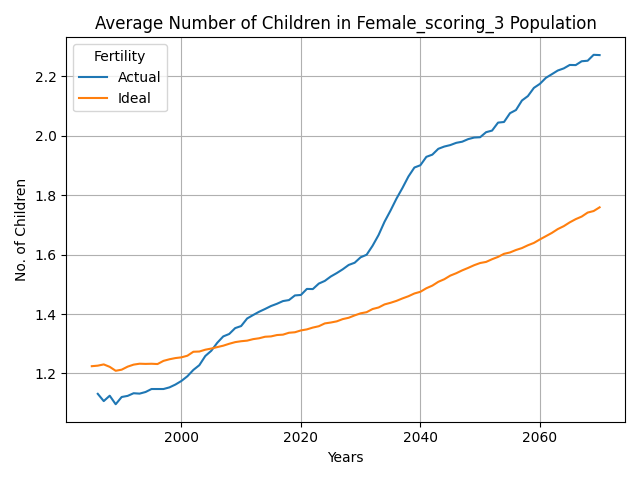 Average Number of Children in Female_scoring_3 Population
Fertility
Actual
Ideal
No. of Children
2.2
2.0
1.8
1.6
1.4
1.2
2000 2020 2040 2060
Years